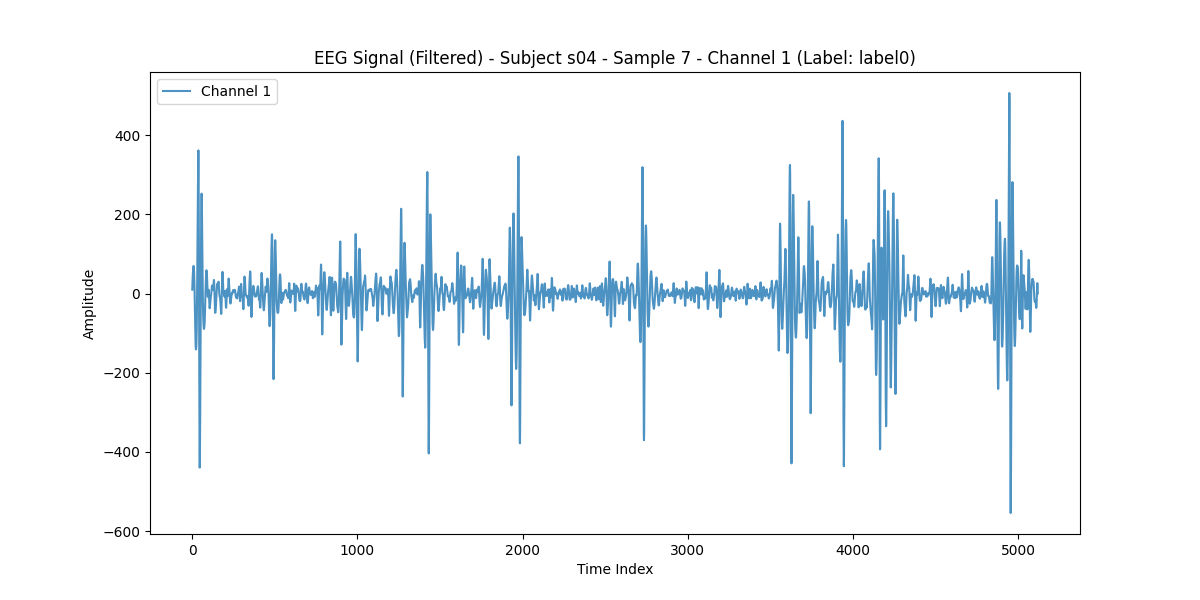 EEG Signal (Filtered) - Subject s04 - Sample 7 - Channel 1 (Label: label0)
Channel 1
400
200
0
−200
−400
−600
Amplitude
0 1000 2000 3000 4000 5000
Time Index